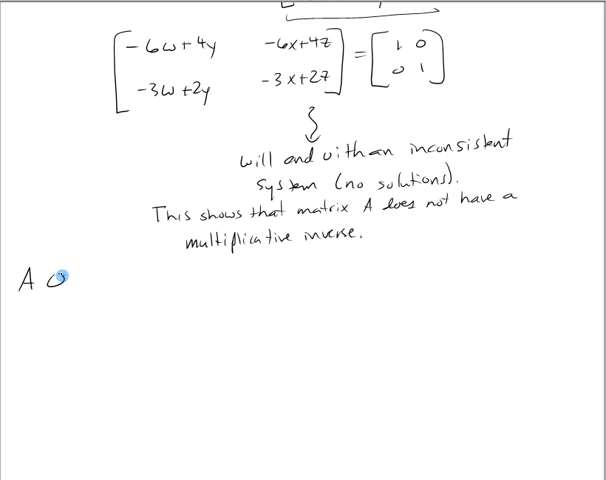 [-6w+4y -6x+4z] = [1 0]
[-3w+2y -3x+2z] [0 1]
will end with an inconsistent
system (no solutions).
This shows that matrix A does not have a
multiplicative inverse.
A